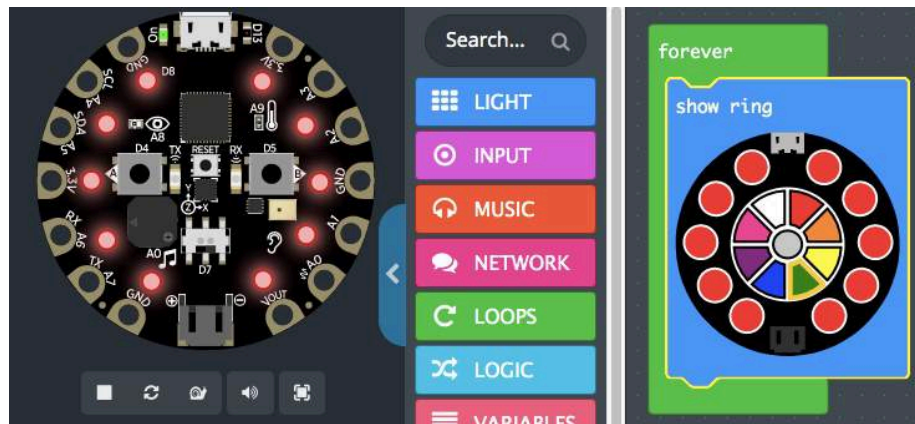 On
D13
GND
3.3V
D8
SCL
A4
A3
A9
SDA
A5
A8
A2
D4
TX
RESET
RX
D5
3.3V
A
B
GND
Y
Z
X
RX
A6
A1
A0
D7
TX
A7
A0
GND
VOUT
Search...
LIGHT
INPUT
MUSIC
NETWORK
LOOPS
LOGIC
VARIABLES
forever
show ring